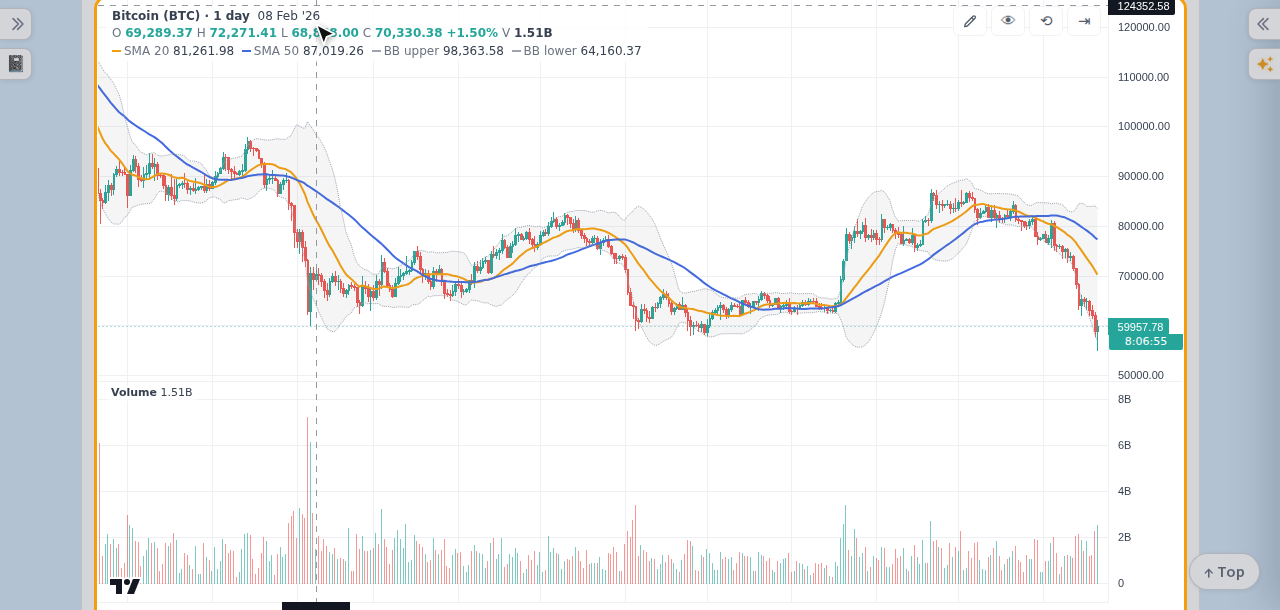 Bitcoin (BTC) · 1 day 08 Feb '26
O 69,289.37 H 72,271.41 L C 70,330.38 +1.50% V 1.51B
SMA 20 81,261.98 SMA 50 87,019.26 BB upper 98,363.58 BB lower 64,160.37
124352.58
120000.00
110000.00
100000.00
90000.00
80000.00
70000.00
59957.78
8:06:55
50000.00
Volume 1.51B
8B
6B
4B
2B
0
↑ Top